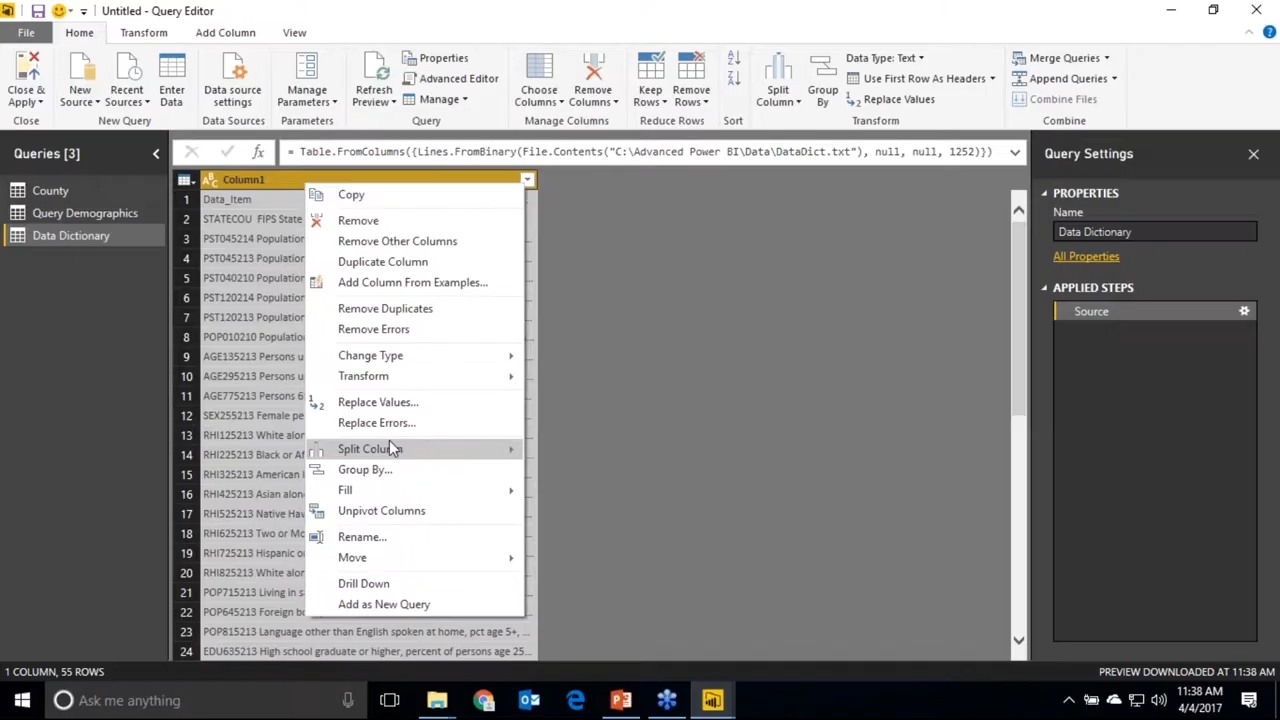 Untitled - Query Editor
File
Home
Transform
Add Column
View
Close & Apply
New Source
Recent Sources
Enter Data
Data source settings
Manage Parameters
Refresh Preview
Properties
Advanced Editor
Manage
Choose Columns
Remove Columns
Keep Rows
Remove Rows
Split Column
Group By
Data Type: Text
Use First Row As Headers
Replace Values
Merge Queries
Append Queries
Combine Files
Close
New Query
Data Sources
Parameters
Query
Manage Columns
Reduce Rows
Sort
Transform
Combine
Queries [3]
County
Query Demographics
Data Dictionary
fx
= Table.FromColumns({Lines.FromBinary(File.Contents("C:\Advanced Power BI\Data\DataDict.txt"), null, null, 1252)})
Column1
1 Data_Item
2 STATECOU FIPS State
3 PST045214 Population
4 PST045213 Population
5 PST040210 Population
6 PST120214 Population
7 PST120213 Population
8 POP010210 Population
9 AGE135213 Persons u
10 AGE295213 Persons u
11 AGE775213 Persons 6
12 SEX255213 Female pe
13 RHI125213 White alon
14 RHI225213 Black or Af
15 RHI325213 American I
16 RHI425213 Asian alon
17 RHI525213 Native Hav
18 RHI625213 Two or Mo
19 RHI725213 Hispanic o
20 RHI825213 White alon
21 POP715213 Living in s
22 POP645213 Foreign bo
23 POP815213 Language other than English spoken at home, pct age 5+, ...
24 EDU635213 High school graduate or higher, percent of persons age 25...
Copy
Remove
Remove Other Columns
Duplicate Column
Add Column From Examples...
Remove Duplicates
Remove Errors
Change Type
Transform
Replace Values...
Replace Errors...
Split Column
Group By...
Fill
Unpivot Columns
Rename...
Move
Drill Down
Add as New Query
Query Settings
PROPERTIES
Name
Data Dictionary
All Properties
APPLIED STEPS
Source
1 COLUMN, 55 ROWS
PREVIEW DOWNLOADED AT 11:38 AM
Ask me anything
11:38 AM
4/4/2017